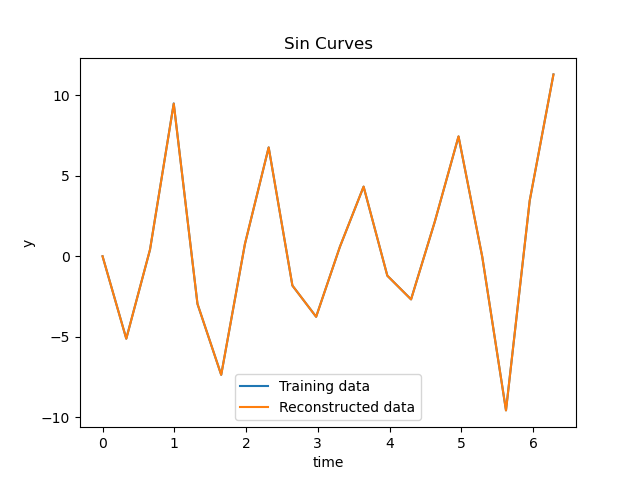 Sin Curves
10
5
0
−5
−10
y
Training data
Reconstructed data
0 1 2 3 4 5 6
time